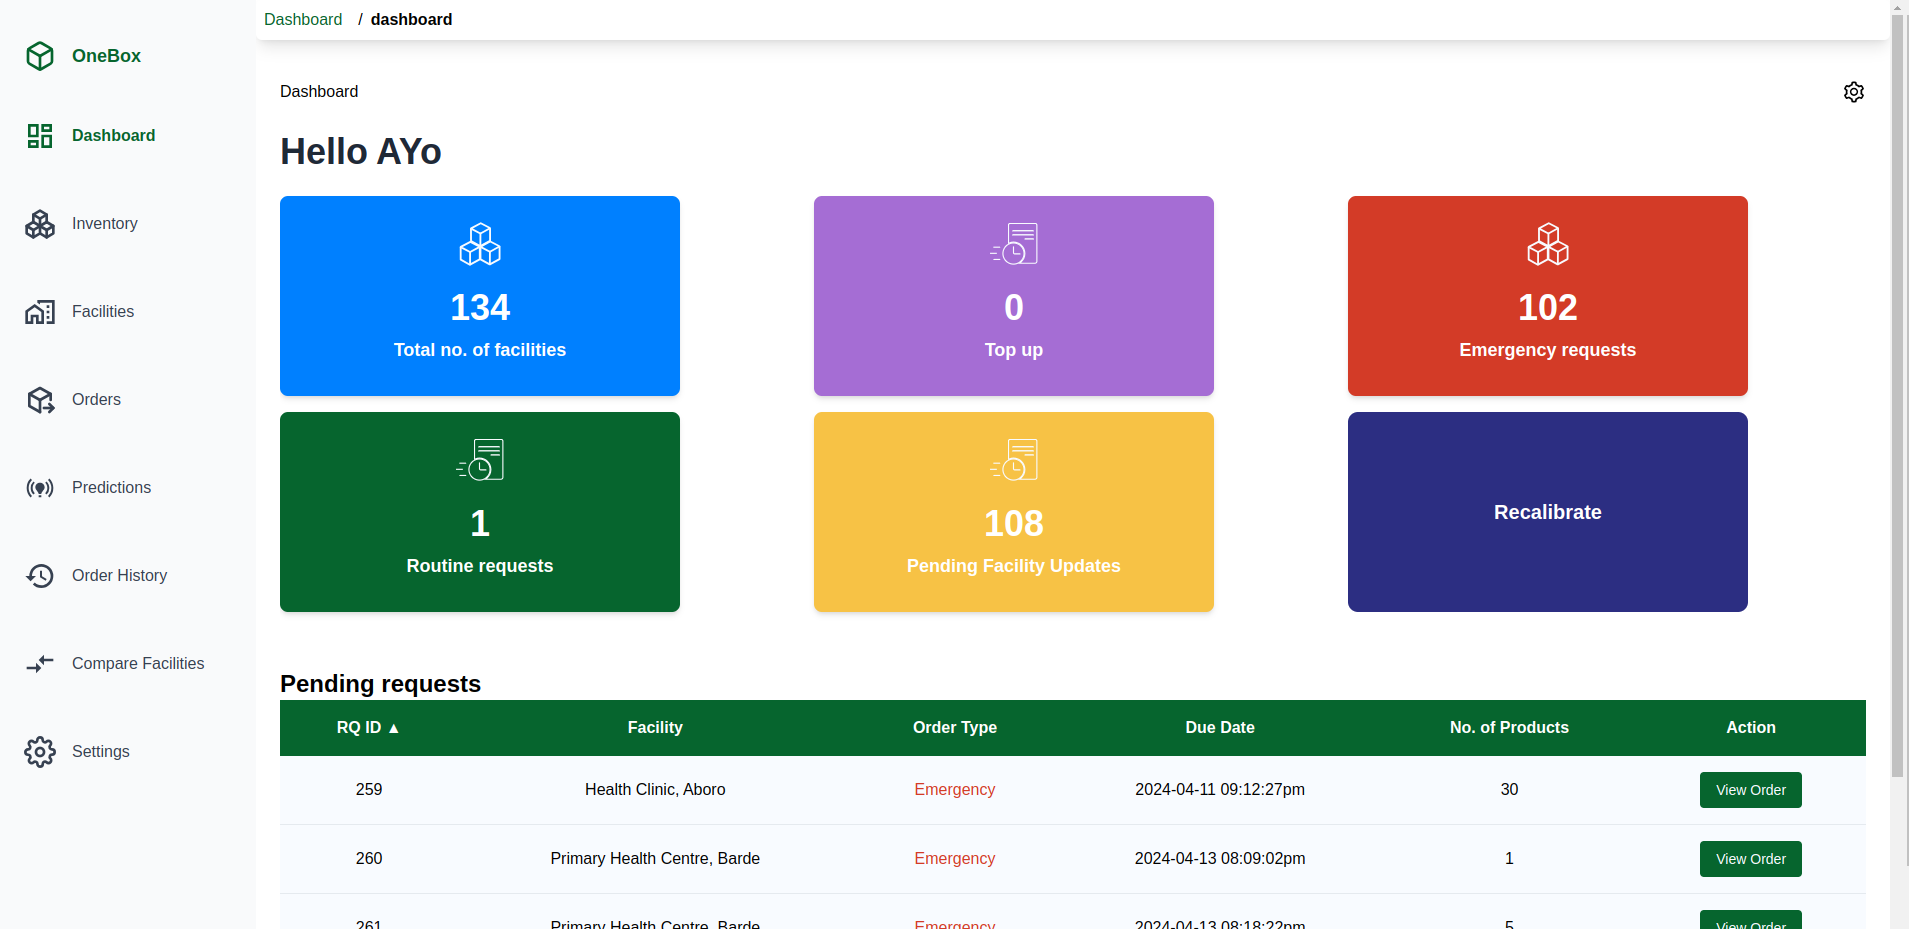 OneBox
Dashboard
Inventory
Facilities
Orders
Predictions
Order History
Compare Facilities
Settings
Dashboard / dashboard
Dashboard
Hello AYo
134
Total no. of facilities
0
Top up
102
Emergency requests
1
Routine requests
108
Pending Facility Updates
Recalibrate
Pending requests
RQ ID ▲ Facility Order Type Due Date No. of Products Action
259 Health Clinic, Aboro Emergency 2024-04-11 09:12:27pm 30 View Order
260 Primary Health Centre, Barde Emergency 2024-04-13 08:09:02pm 1 View Order
261 Primary Health Centre, Barde Emergency 2024-04-13 08:18:22pm 5 View Order